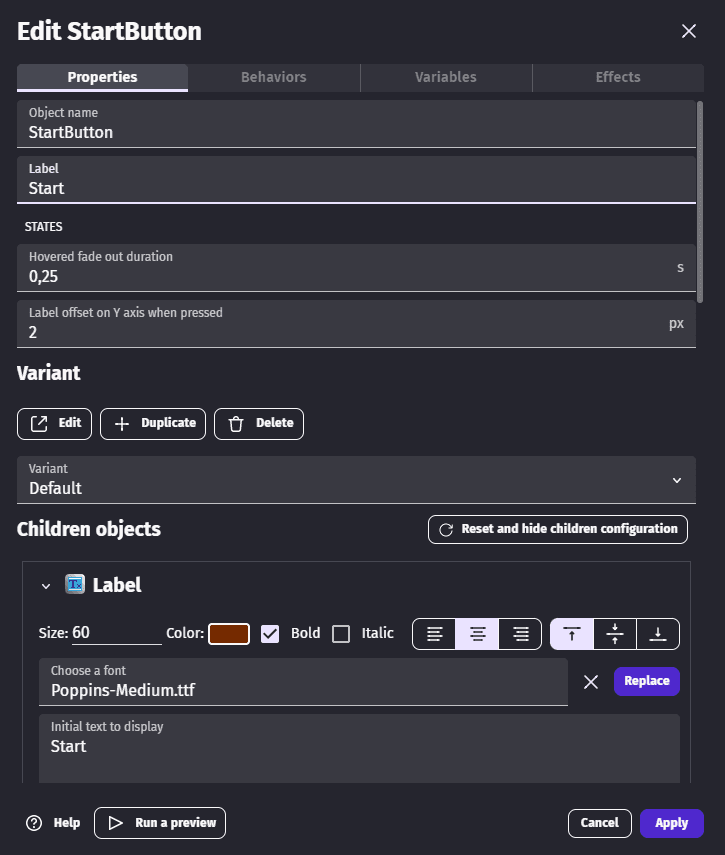 Edit StartButton
Properties Behaviors Variables Effects
Object name
StartButton
Label
Start
STATES
Hovered fade out duration
0,25 s
Label offset on Y axis when pressed
2 px
Variant
Edit Duplicate Delete
Variant
Default
Children objects Reset and hide children configuration
Tx Label
Size: 60 Color: Bold Italic
Choose a font
Poppins-Medium.ttf Replace
Initial text to display
Start
Help Run a preview Cancel Apply